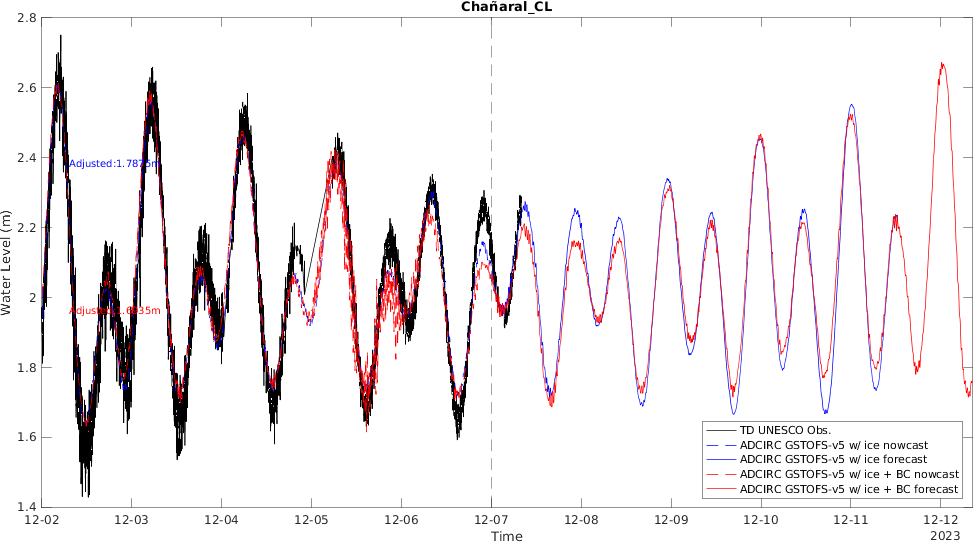 Chañaral_CL
2.8
2.6
2.4
2.2
2
1.8
1.6
1.4
Water Level (m)
Adjusted:1.7875m
TD UNESCO Obs.
ADCIRC GSTOFS-v5 w/ ice nowcast
ADCIRC GSTOFS-v5 w/ ice forecast
ADCIRC GSTOFS-v5 w/ ice + BC nowcast
ADCIRC GSTOFS-v5 w/ ice + BC forecast
12-02 12-03 12-04 12-05 12-06 12-07 12-08 12-09 12-10 12-11 12-12
2023
Time